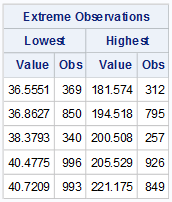 Extreme Observations
Lowest Highest
Value Obs Value Obs
36.5551 369 181.574 312
36.8627 850 194.518 795
38.3793 340 200.508 257
40.4775 996 205.529 926
40.7209 993 221.175 849